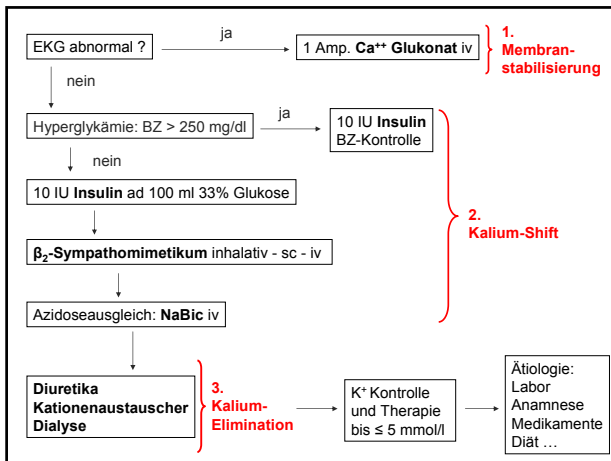 EKG abnormal ?
ja
1 Amp. Ca++ Glukonat iv
1.
Membran-
stabilisierung
nein
Hyperglykämie: BZ > 250 mg/dl
ja
10 IU Insulin
BZ-Kontrolle
nein
10 IU Insulin ad 100 ml 33% Glukose
2.
Kalium-Shift
β2-Sympathomimetikum inhalativ - sc - iv
Azidoseausgleich: NaBic iv
Diuretika
Kationenaustauscher
Dialyse
3.
Kalium-
Elimination
K+ Kontrolle
und Therapie
bis ≤ 5 mmol/l
Ätiologie:
Labor
Anamnese
Medikamente
Diät ...